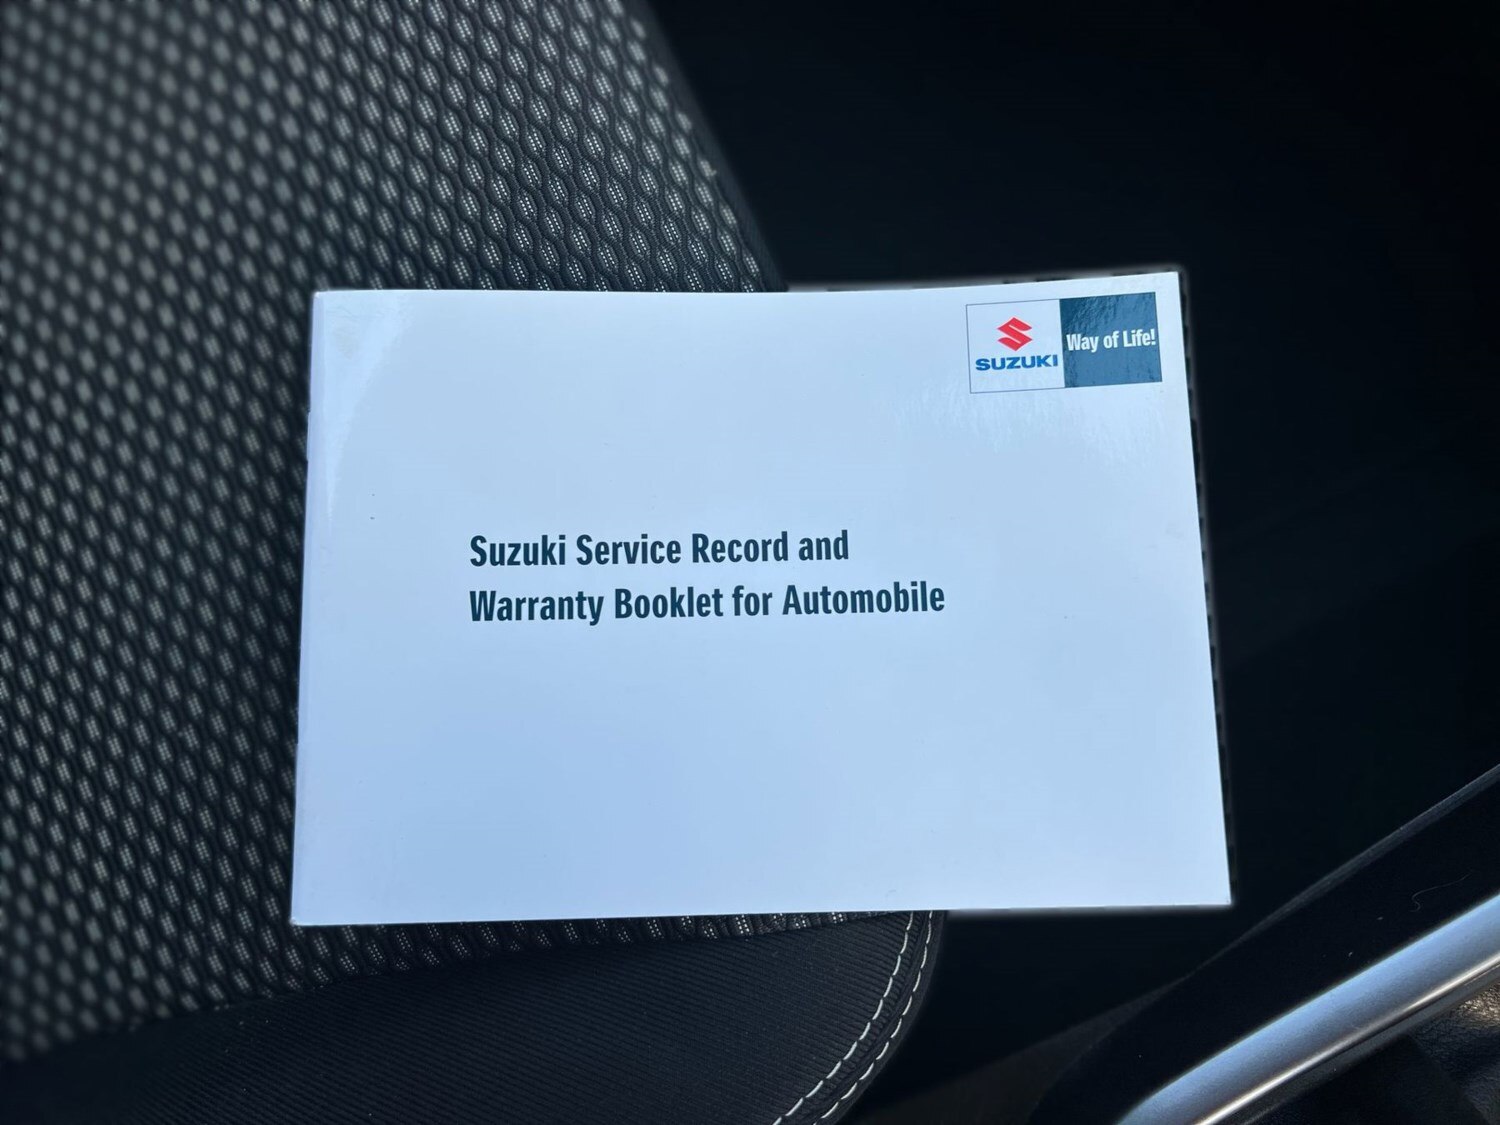 SUZUKI
Way of Life!
Suzuki Service Record and
Warranty Booklet for Automobile